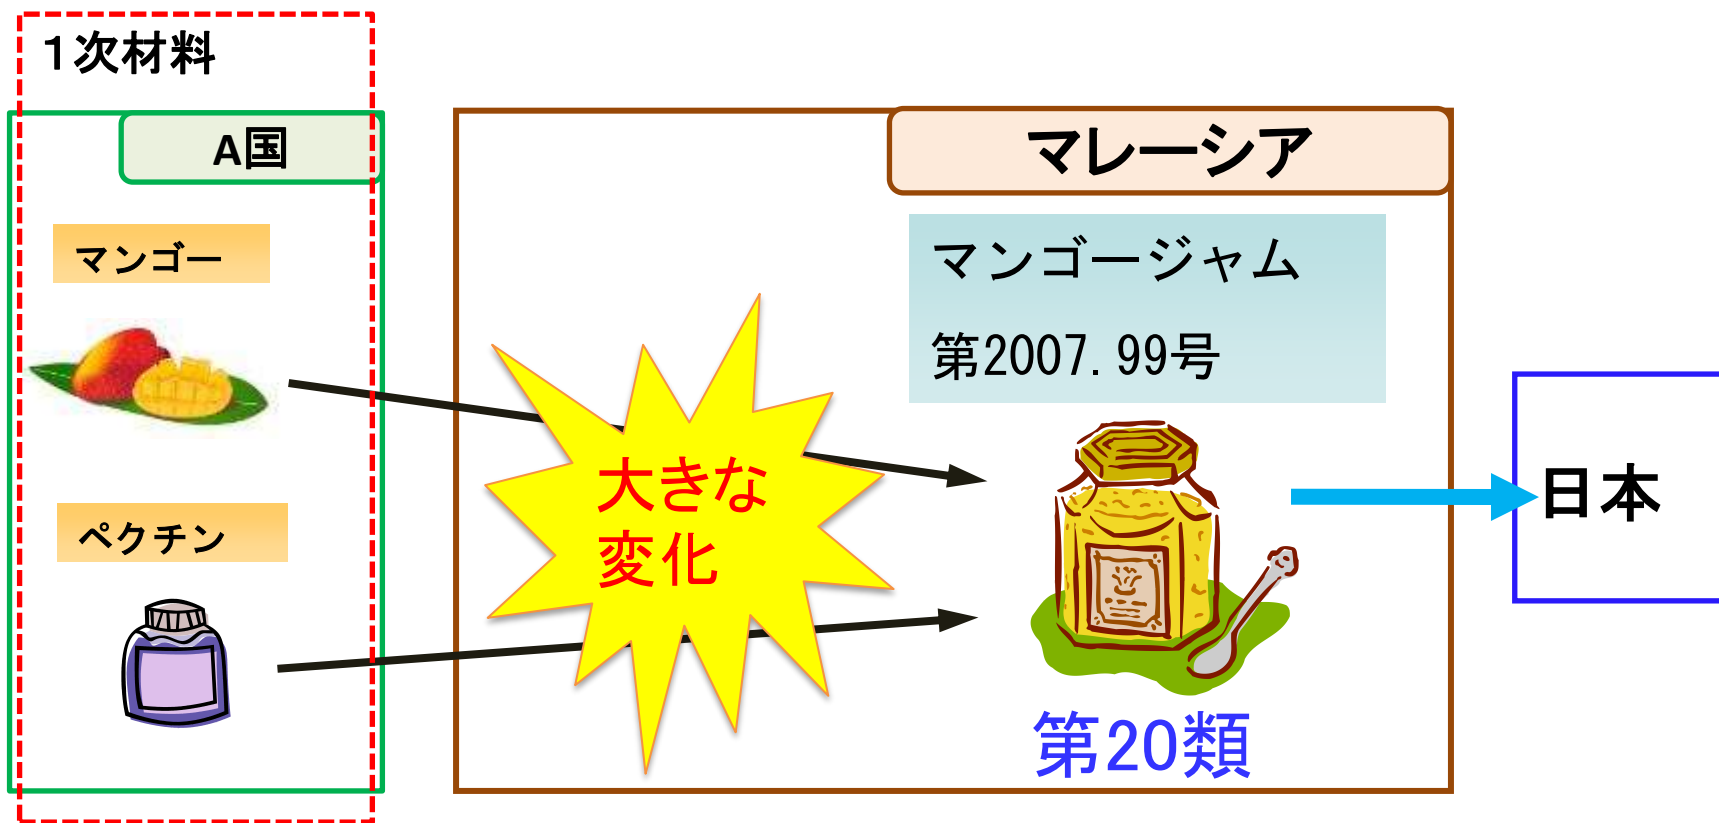 １次材料
A国
マレーシア
マンゴー
マンゴージャム
第2007.99号
大きな
変化
日本
ペクチン
第20類